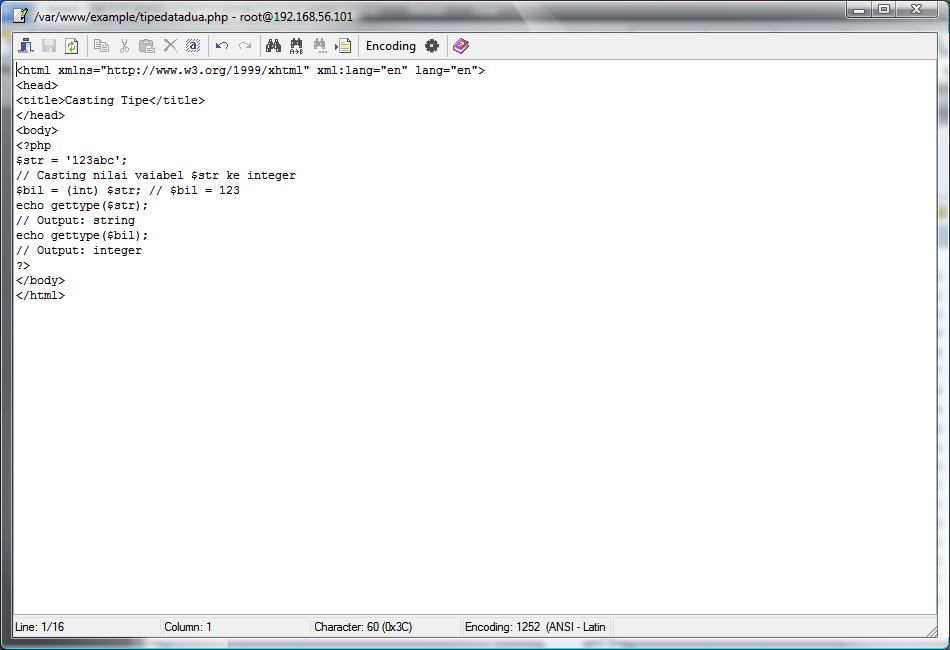 /var/www/example/tipedatadua.php - root@192.168.56.101
Encoding
<html xmlns="http://www.w3.org/1999/xhtml" xml:lang="en" lang="en">
<head>
<title>Casting Tipe</title>
</head>
<body>
<?php
$str = '123abc';
// Casting nilai vaiabel $str ke integer
$bil = (int) $str; // $bil = 123
echo gettype($str);
// Output: string
echo gettype($bil);
// Output: integer
?>
</body>
</html>
Line: 1/16 Column: 1 Character: 60 (0x3C) Encoding: 1252 (ANSI - Latin